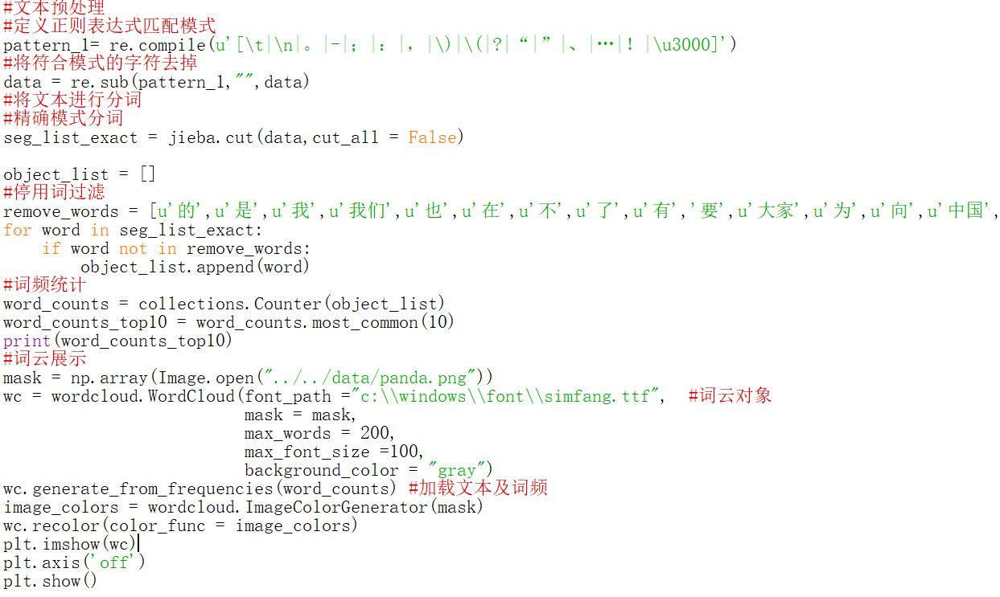 #文本预处理
#定义正则表达式匹配模式
pattern_1= re.compile(u'[\t|\n|。|-|；|：|，|\)|\(|?|“|”|、|…|！|\u3000]')
#将符合模式的字符去掉
data = re.sub(pattern_1,"",data)
#将文本进行分词
#精确模式分词
seg_list_exact = jieba.cut(data,cut_all = False)
object_list = []
#停用词过滤
remove_words = [u'的',u'是',u'我',u'我们',u'也',u'在',u'不',u'了',u'有','要',u'大家',u'为',u'向',u'中国',
for word in seg_list_exact:
    if word not in remove_words:
        object_list.append(word)
#词频统计
word_counts = collections.Counter(object_list)
word_counts_top10 = word_counts.most_common(10)
print(word_counts_top10)
#词云展示
mask = np.array(Image.open("../../data/panda.png"))
wc = wordcloud.WordCloud(font_path ="c:\\windows\\font\\simfang.ttf",  #词云对象
                         mask = mask,
                         max_words = 200,
                         max_font_size =100,
                         background_color = "gray")
wc.generate_from_frequencies(word_counts) #加载文本及词频
image_colors = wordcloud.ImageColorGenerator(mask)
wc.recolor(color_func = image_colors)
plt.imshow(wc)
plt.axis('off')
plt.show()